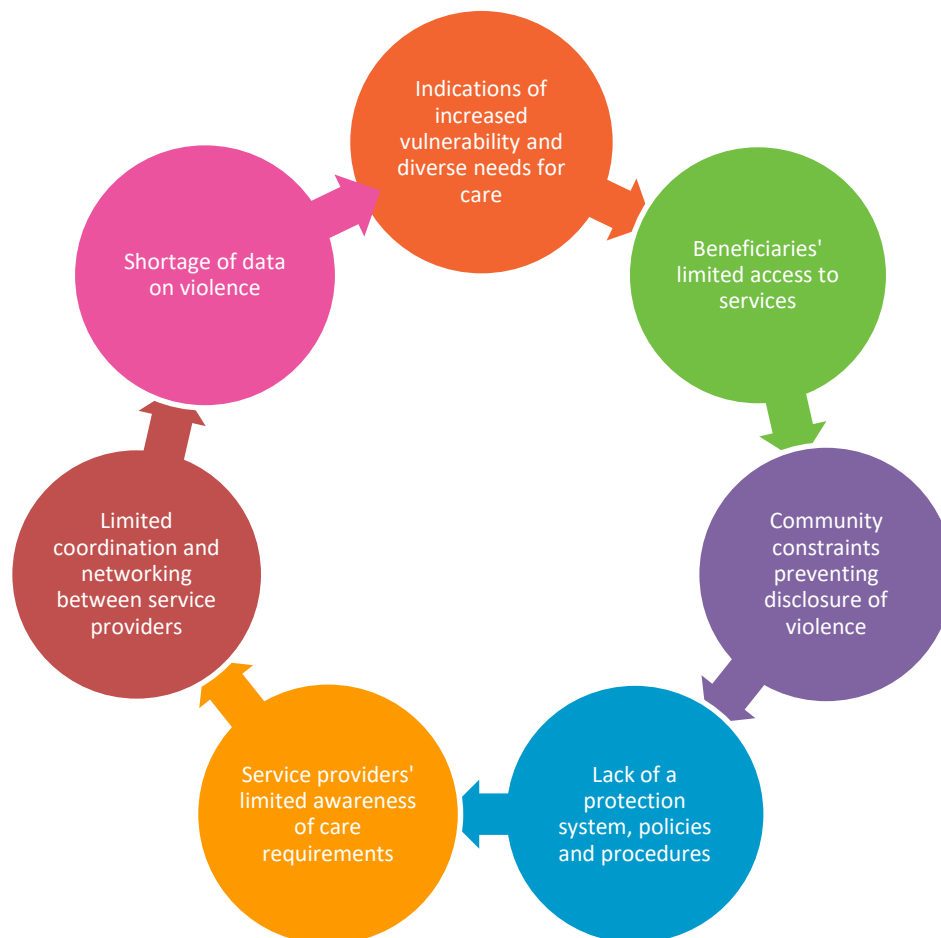 Indications of
increased
vulnerability and
diverse needs for
care
Beneficiaries'
limited access to
services
Community
constraints
preventing
disclosure of
violence
Lack of a
protection
system, policies
and procedures
Service providers'
limited awareness
of care
requirements
Limited
coordination and
networking
between service
providers
Shortage of data
on violence